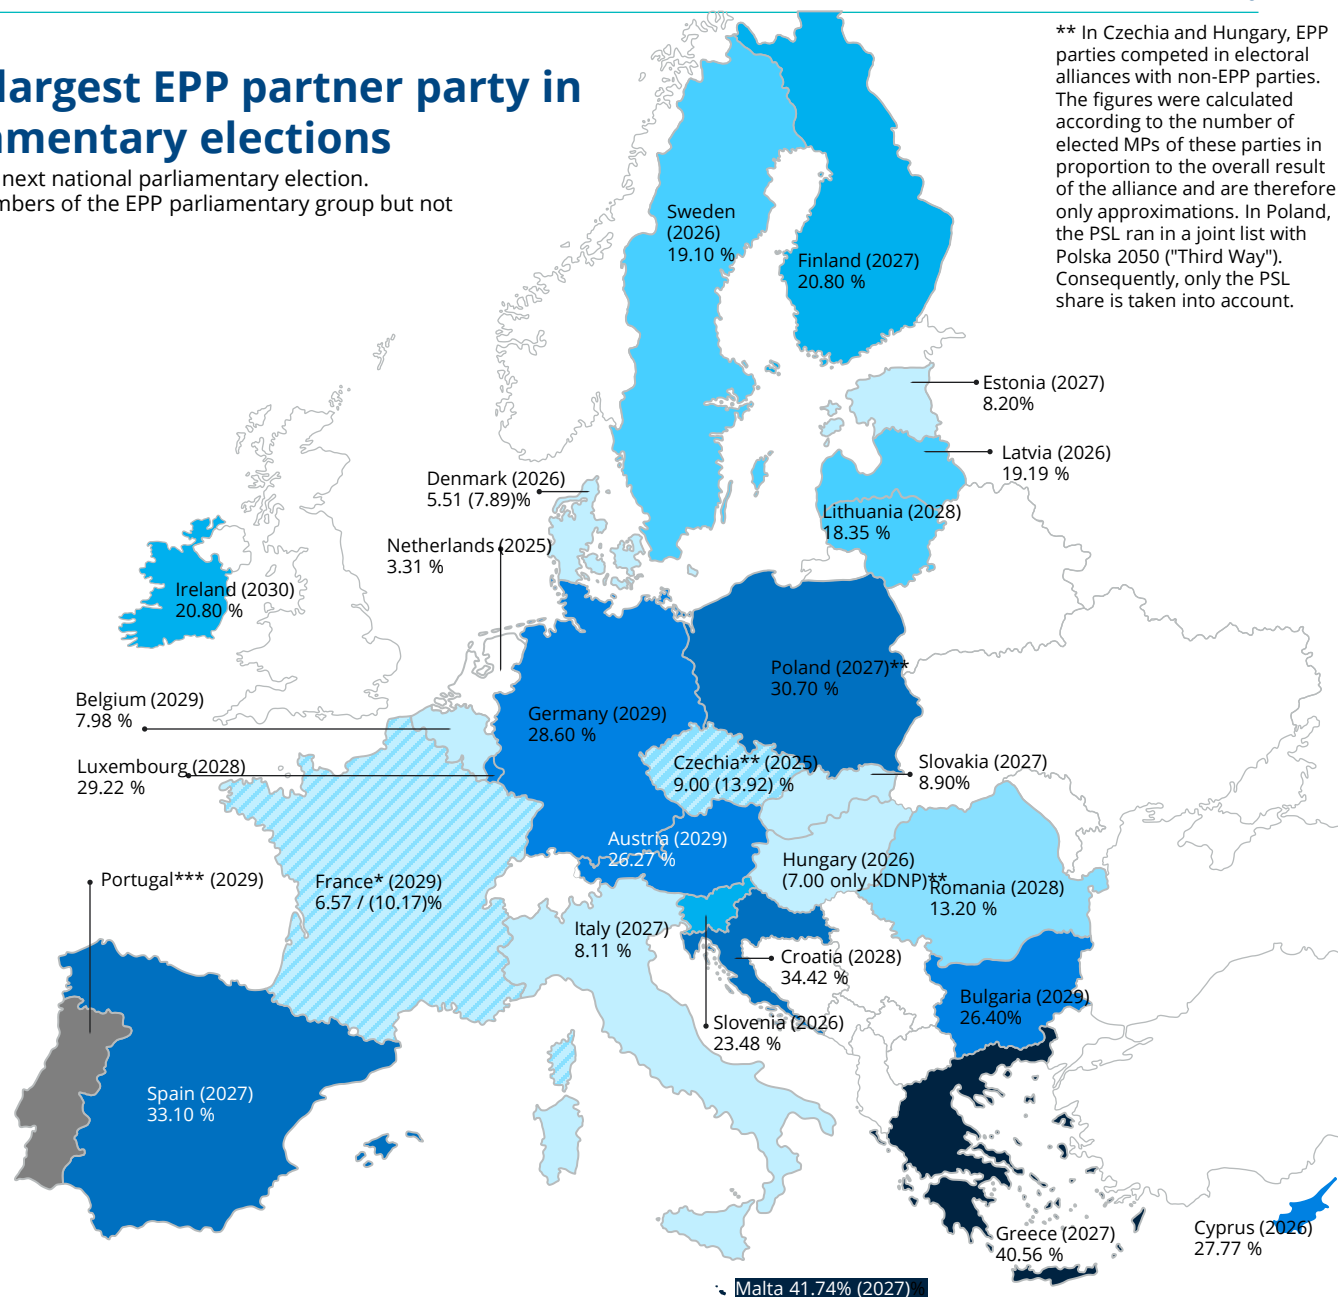 largest EPP partner party in
amentary elections
next national parliamentary election.
mbers of the EPP parliamentary group but not
** In Czechia and Hungary, EPP
parties competed in electoral
alliances with non-EPP parties.
The figures were calculated
according to the number of
elected MPs of these parties in
proportion to the overall result
of the alliance and are therefore
only approximations. In Poland,
the PSL ran in a joint list with
Polska 2050 ("Third Way").
Consequently, only the PSL
share is taken into account.
Sweden
(2026)
19.10 %
Finland (2027)
20.80 %
Estonia (2027)
8.20%
Latvia (2026)
19.19 %
Denmark (2026)
5.51 (7.89)%
Lithuania (2028)
18.35 %
Netherlands (2025)
3.31 %
Ireland (2030)
20.80 %
Poland (2027)**
30.70 %
Belgium (2029)
7.98 %
Germany (2029)
28.60 %
Luxembourg (2028)
29.22 %
Czechia** (2025)
9.00 (13.92) %
Slovakia (2027)
8.90%
Austria (2029)
26.27 %
Hungary (2026)
(7.00 only KDNP)**
Romania (2028)
13.20 %
Portugal*** (2029)
France* (2029)
6.57 / (10.17)%
Italy (2027)
8.11 %
Croatia (2028)
34.42 %
Bulgaria (2029)
26.40%
Slovenia (2026)
23.48 %
Spain (2027)
33.10 %
Greece (2027)
40.56 %
Cyprus (2026)
27.77 %
Malta 41.74% (2027)%